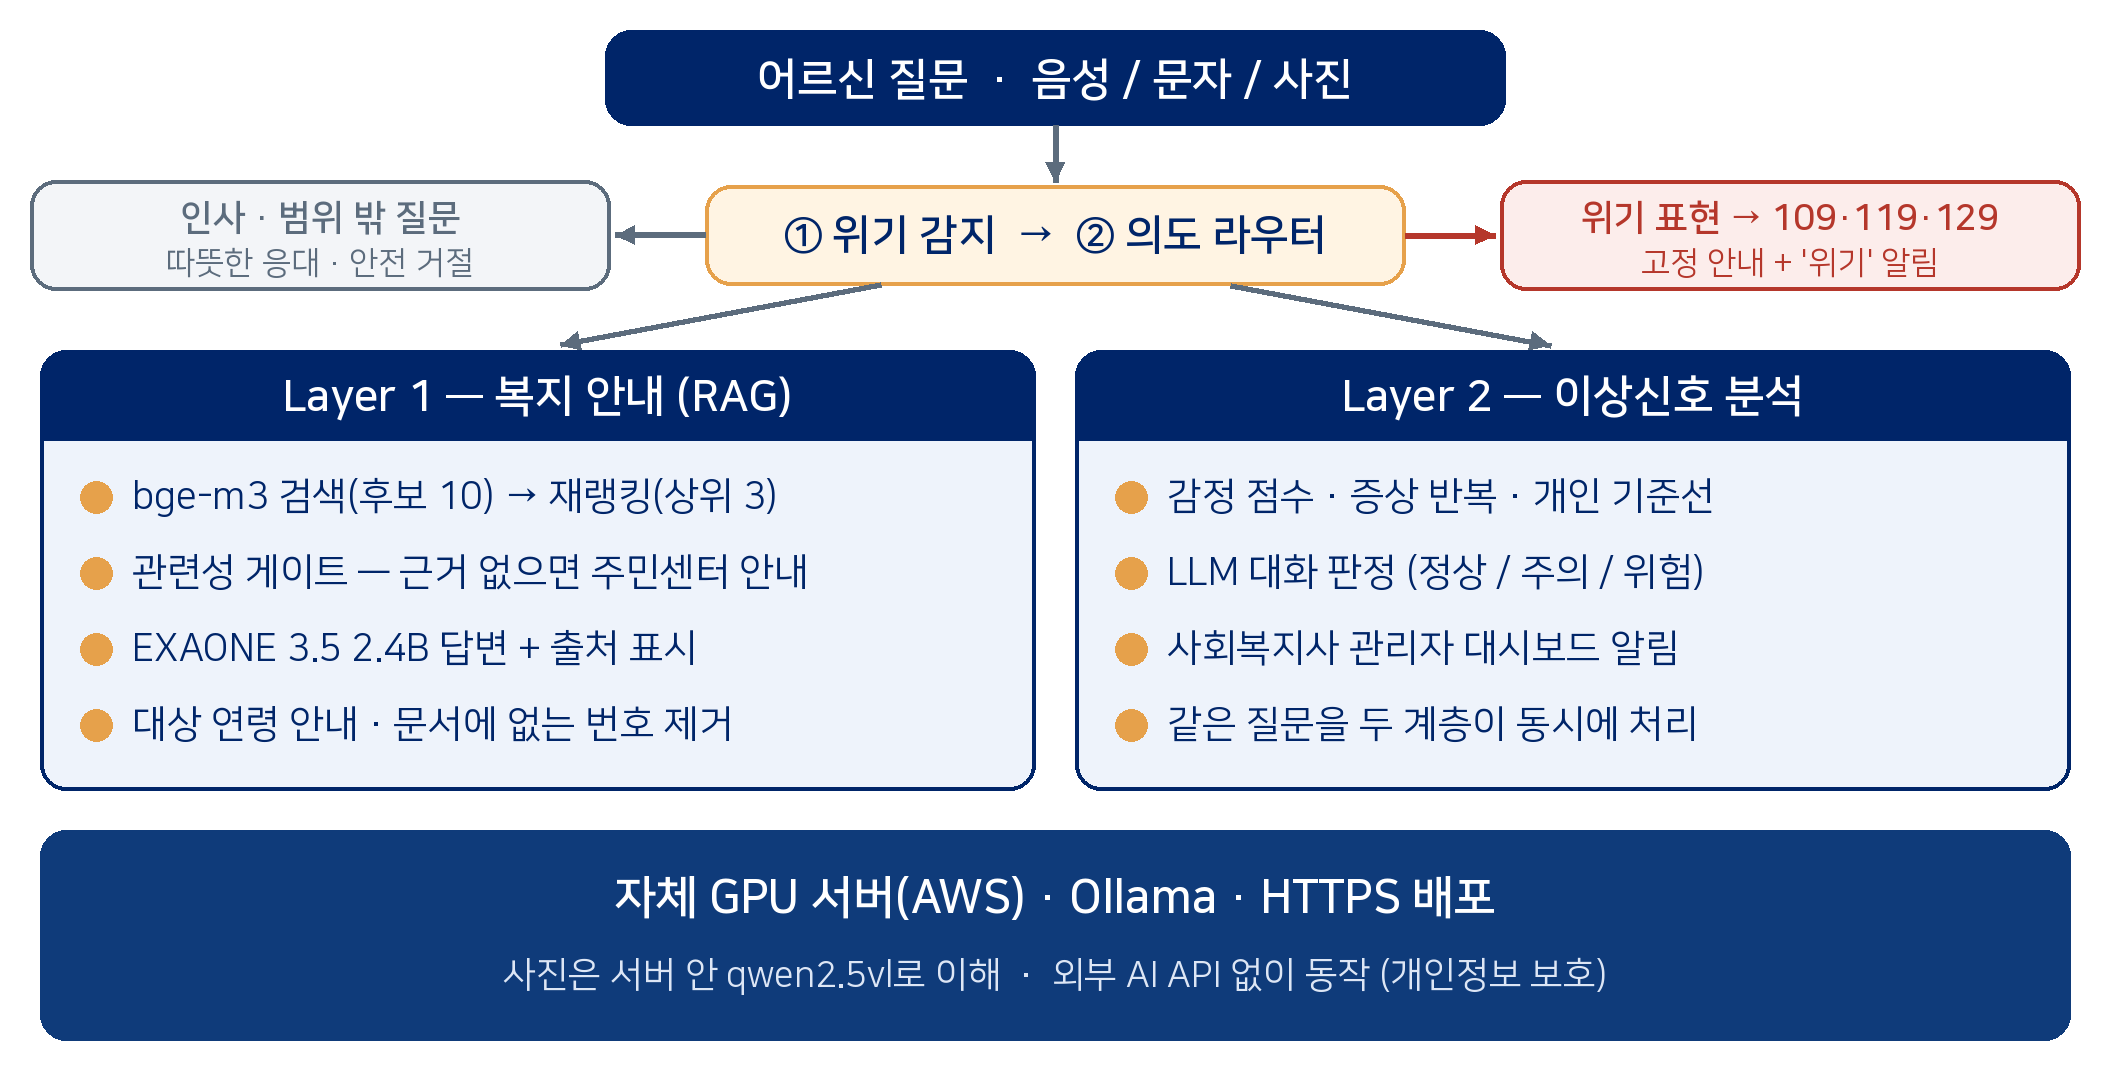 어르신 질문 · 음성 / 문자 / 사진
인사 · 범위 밖 질문
따뜻한 응대 · 안전 거절
① 위기 감지 → ② 의도 라우터
위기 표현 → 109·119·129
고정 안내 + '위기' 알림
Layer 1 — 복지 안내 (RAG)
bge-m3 검색(후보 10) → 재랭킹(상위 3)
관련성 게이트 — 근거 없으면 주민센터 안내
EXAONE 3.5 2.4B 답변 + 출처 표시
대상 연령 안내 · 문서에 없는 번호 제거
Layer 2 — 이상신호 분석
감정 점수 · 증상 반복 · 개인 기준선
LLM 대화 판정 (정상 / 주의 / 위험)
사회복지사 관리자 대시보드 알림
같은 질문을 두 계층이 동시에 처리
자체 GPU 서버(AWS) · Ollama · HTTPS 배포
사진은 서버 안 qwen2.5vl로 이해 · 외부 AI API 없이 동작 (개인정보 보호)